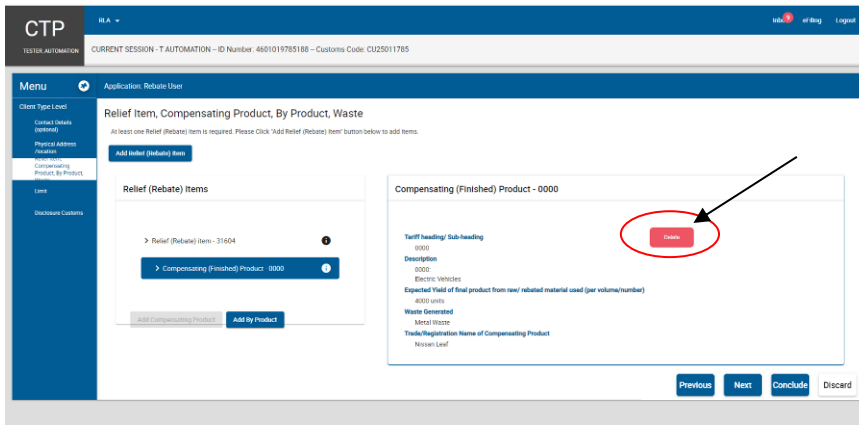 CTP
TESTER AUTOMATION
RLA
eFiling Logout
CURRENT SESSION - T AUTOMATION -- ID Number: 4601019785188 -- Customs Code: CU25011785
Menu
Application: Rebate User
Client Type Level
Contact Details
(optional)
Physical Address
/location
Compensating
Product, By Product,
Limit
Disclosure Customs
Relief Item, Compensating Product, By Product, Waste
At least one Relief (Rebate) Item is required. Please Click 'Add Relief (Rebate) Item' button below to add items.
Add Relief (Rebate) Item
Relief (Rebate) Items
Relief (Rebate) item - 31604
Compensating (Finished) Product - 0000
Add Compensating Product
Add By Product
Compensating (Finished) Product - 0000
Tariff heading/ Sub-heading
0000
Delete
Description
0000:
Electric Vehicles
Expected Yield of final product from raw/ rebated material used (per volume/number)
4000 units
Waste Generated
Metal Waste
Trade/Registration Name of Compensating Product
Nissan Leef
Previous
Next
Conclude
Discard